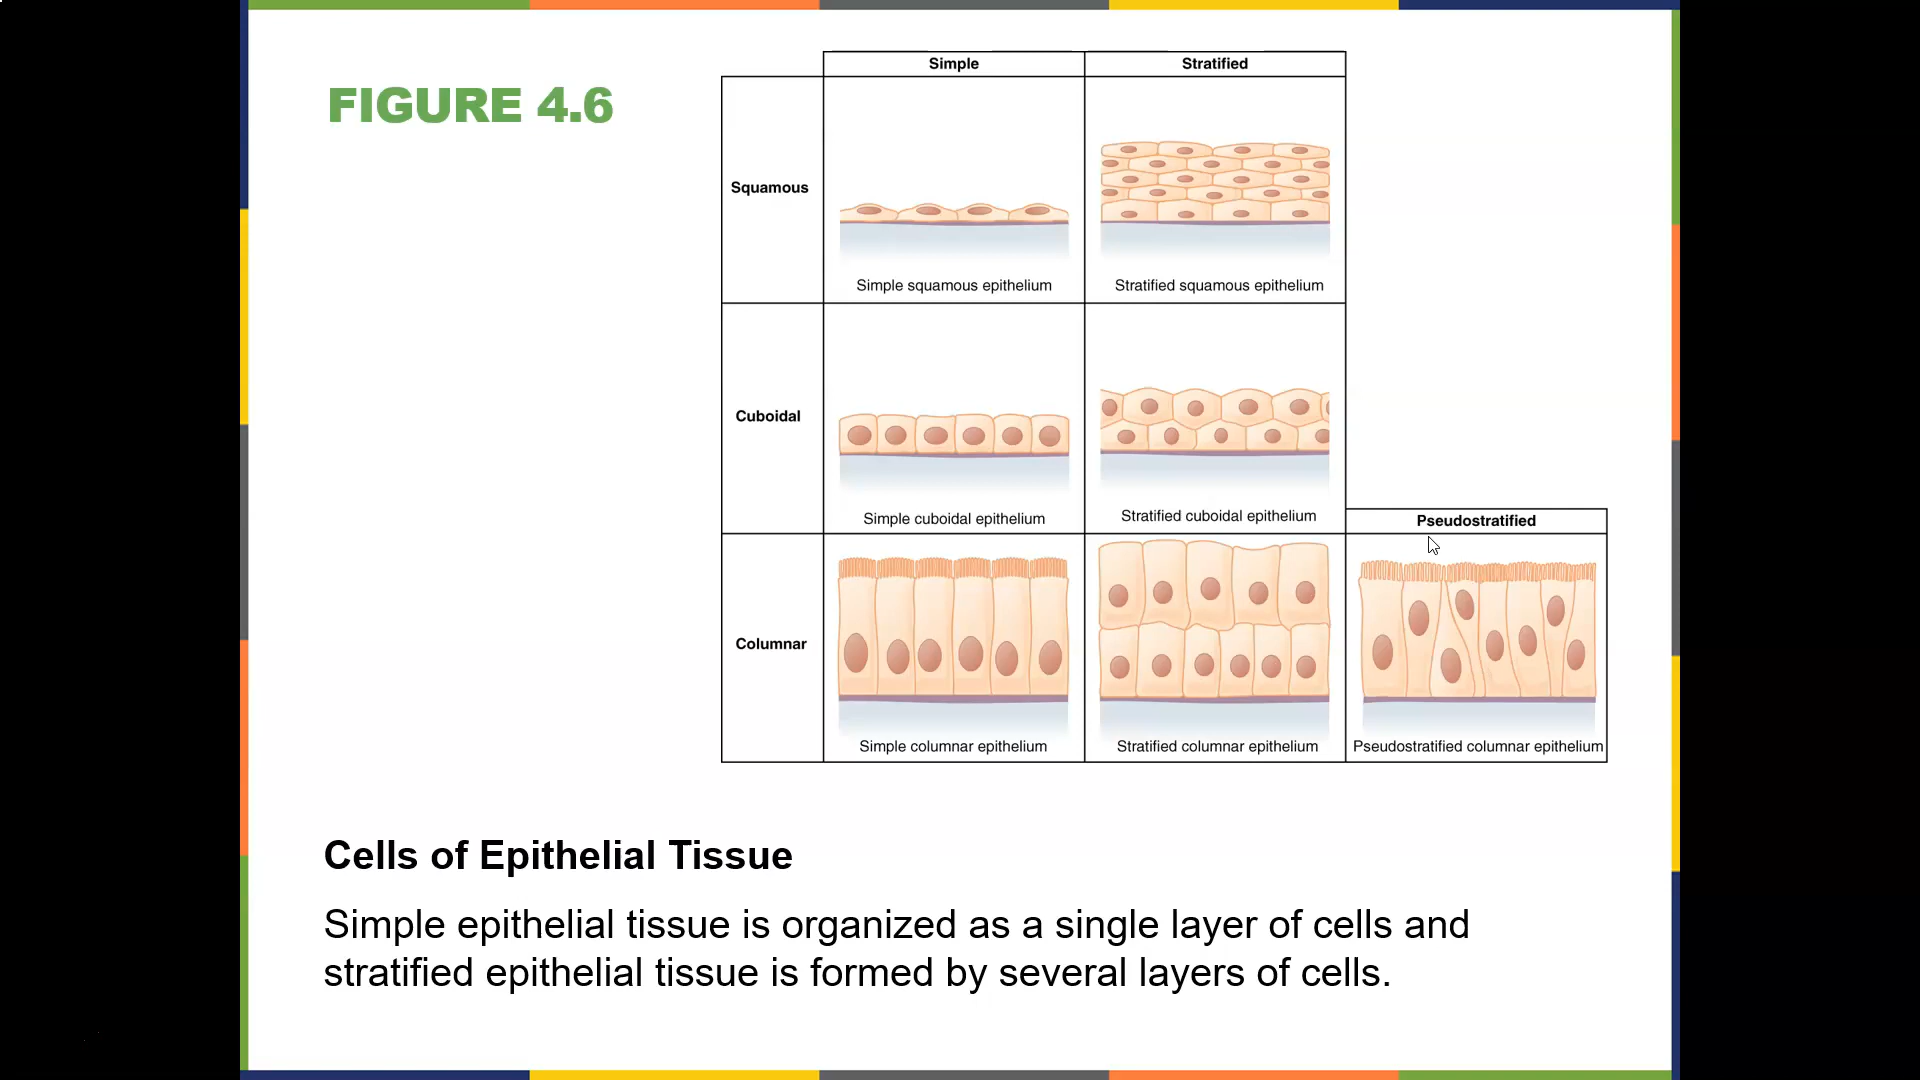 FIGURE 4.6
Simple
Stratified
Squamous
Simple squamous epithelium
Stratified squamous epithelium
Cuboidal
Simple cuboidal epithelium
Stratified cuboidal epithelium
Pseudostratified
Columnar
Simple columnar epithelium
Stratified columnar epithelium
Pseudostratified columnar epithelium
Cells of Epithelial Tissue
Simple epithelial tissue is organized as a single layer of cells and
stratified epithelial tissue is formed by several layers of cells.